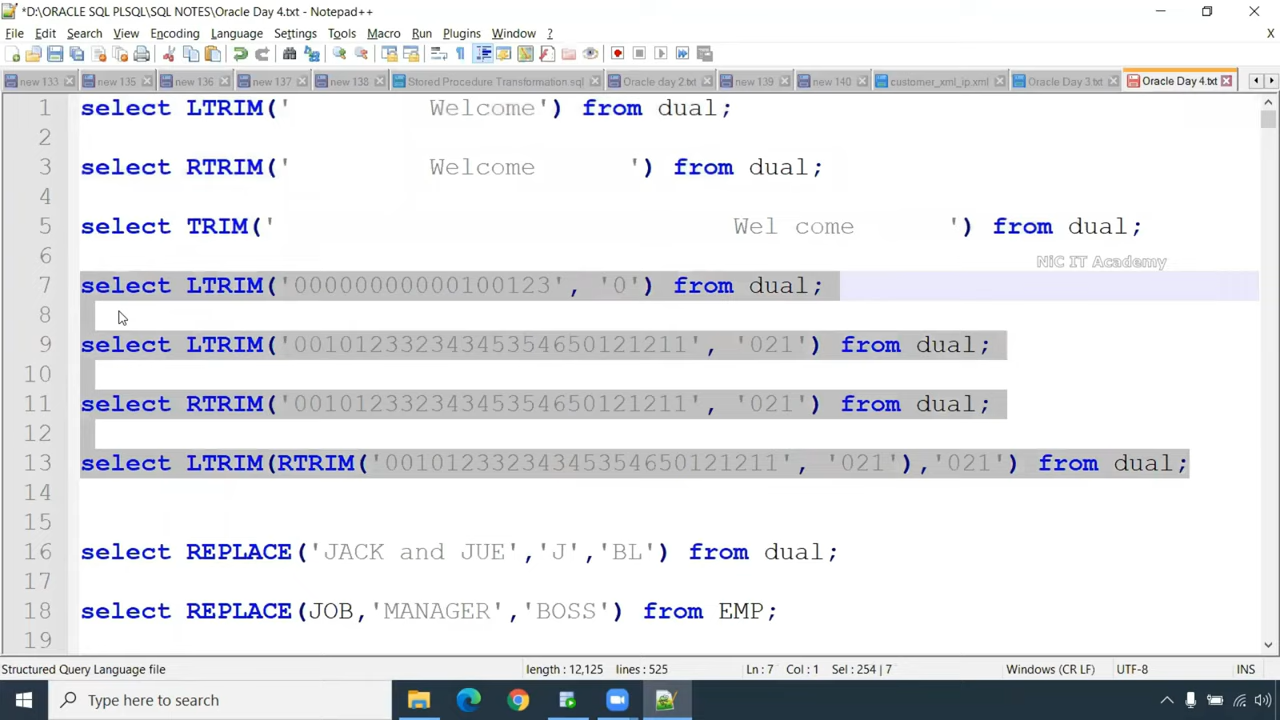 *D:\ORACLE SQL PLSQL\SQL NOTES\Oracle Day 4.txt - Notepad++
File Edit Search View Encoding Language Settings Tools Macro Run Plugins Window ? X
new 133 new 135 new 136 new 137 new 138 Stored Procedure Transformation sql Oracle day 2.txt new 139 new 140 customer_xml_ip.xml Oracle Day 3.txt Oracle Day 4.txt
1 select LTRIM('         Welcome') from dual;
2
3 select RTRIM('         Welcome      ') from dual;
4
5 select TRIM('                              Wel come      ') from dual;
6
NiC IT Academy
7 select LTRIM('00000000000100123', '0') from dual;
8
9 select LTRIM('00101233234345354650121211', '021') from dual;
10
11 select RTRIM('00101233234345354650121211', '021') from dual;
12
13 select LTRIM(RTRIM('00101233234345354650121211', '021'),'021') from dual;
14
15
16 select REPLACE('JACK and JUE','J','BL') from dual;
17
18 select REPLACE(JOB,'MANAGER','BOSS') from EMP;
19
Structured Query Language file length : 12,125 lines : 525 Ln : 7 Col : 1 Sel : 254 | 7 Windows (CR LF) UTF-8 INS
Type here to search